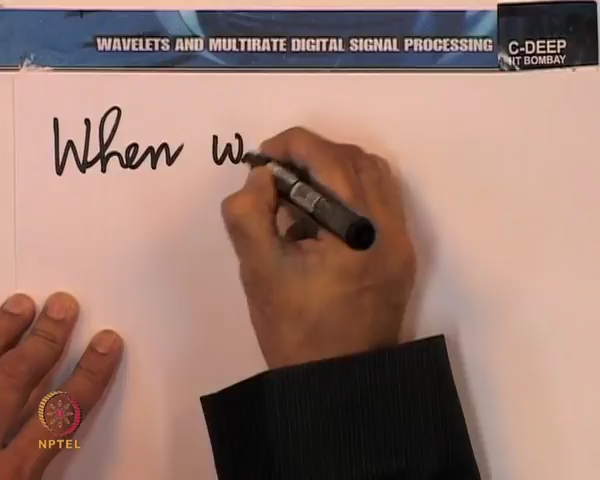 WAVELETS AND MULTIRATE DIGITAL SIGNAL PROCESSING
C-DEEP
IIT BOMBAY
When w
NPTEL